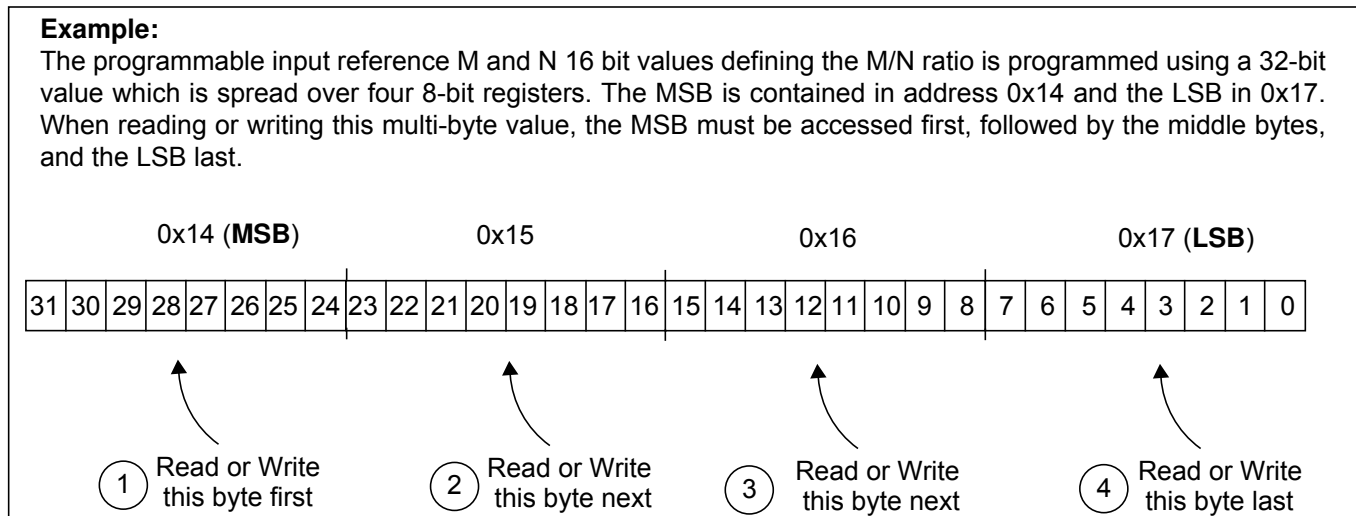 Example:
The programmable input reference M and N 16 bit values defining the M/N ratio is programmed using a 32-bit
value which is spread over four 8-bit registers. The MSB is contained in address 0x14 and the LSB in 0x17.
When reading or writing this multi-byte value, the MSB must be accessed first, followed by the middle bytes,
and the LSB last.
0x14 (MSB) 0x15 0x16 0x17 (LSB)
31 30 29 28 27 26 25 24 23 22 21 20 19 18 17 16 15 14 13 12 11 10 9 8 7 6 5 4 3 2 1 0
1 Read or Write 2 Read or Write 3 Read or Write 4 Read or Write
this byte first this byte next this byte next this byte last